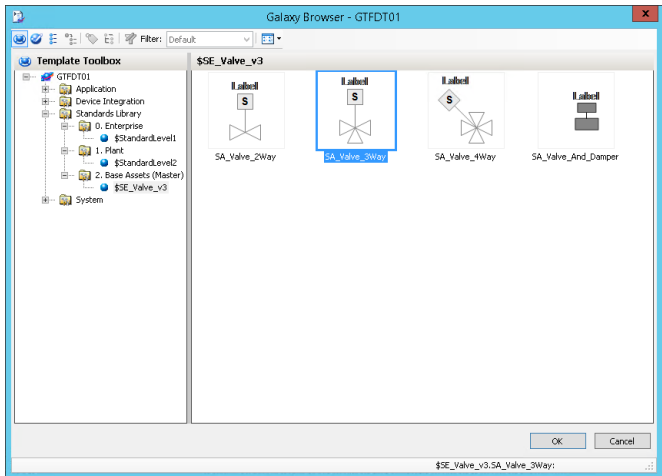 Galaxy Browser - GTFDT01
x
Filter: Default
Template Toolbox
$SE_Valve_v3
GTFDT01
Application
Device Integration
Standards Library
0. Enterprise
$StandardLevel1
1. Plant
$StandardLevel2
2. Base Assets (Master)
$SE_Valve_v3
System
Label
S
SA_Valve_2Way
Label
S
SA_Valve_3Way
Label
S
SA_Valve_4Way
Label
SA_Valve_And_Damper
OK
Cancel
$SE_Valve_v3.SA_Valve_3Way: